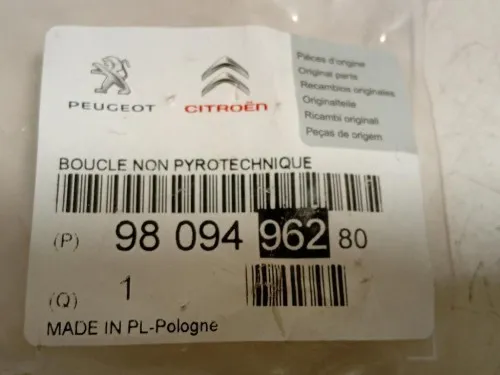 PEUGEOT
CITROËN
Pièces d'origine
Original parts
Recambios originales
Originalteile
Ricambi originali
Peças de origem
BOUCLE NON PYROTECHNIQUE
(P) 98 094 962 80
(Q) 1
MADE IN PL-Pologne